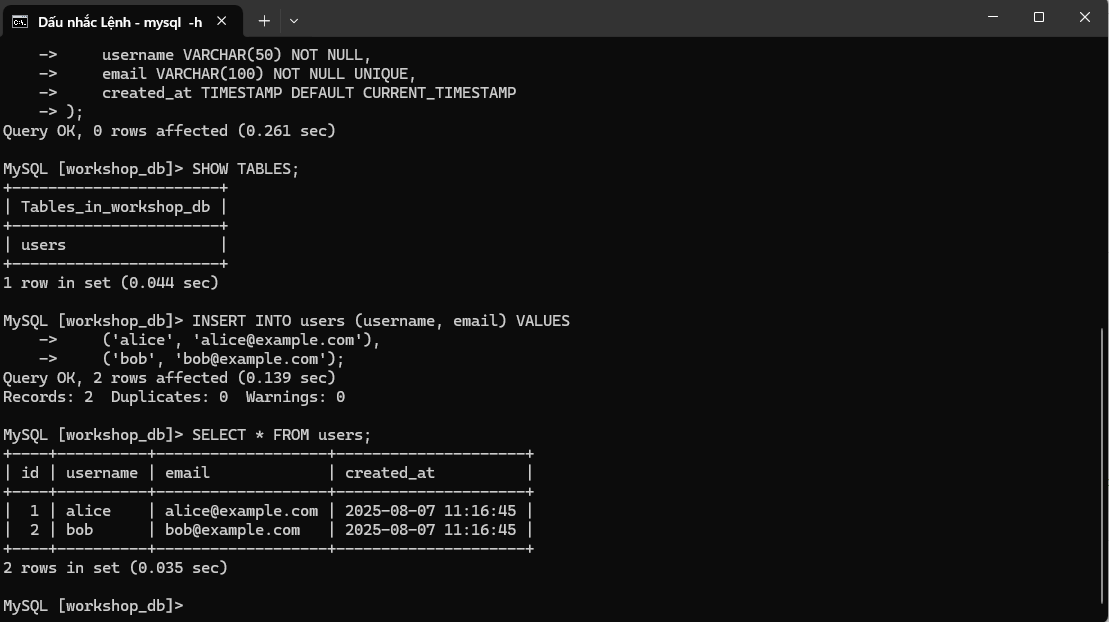 Dấu nhắc Lệnh - mysql -h
    ->     username VARCHAR(50) NOT NULL,
    ->     email VARCHAR(100) NOT NULL UNIQUE,
    ->     created_at TIMESTAMP DEFAULT CURRENT_TIMESTAMP
    -> );
Query OK, 0 rows affected (0.261 sec)
MySQL [workshop_db]> SHOW TABLES;
+-----------------------+
| Tables_in_workshop_db |
+-----------------------+
| users                 |
+-----------------------+
1 row in set (0.044 sec)
MySQL [workshop_db]> INSERT INTO users (username, email) VALUES
    ->     ('alice', 'alice@example.com'),
    ->     ('bob', 'bob@example.com');
Query OK, 2 rows affected (0.139 sec)
Records: 2  Duplicates: 0  Warnings: 0
MySQL [workshop_db]> SELECT * FROM users;
+----+----------+-------------------+---------------------+
| id | username | email             | created_at          |
+----+----------+-------------------+---------------------+
|  1 | alice    | alice@example.com | 2025-08-07 11:16:45 |
|  2 | bob      | bob@example.com   | 2025-08-07 11:16:45 |
+----+----------+-------------------+---------------------+
2 rows in set (0.035 sec)
MySQL [workshop_db]>